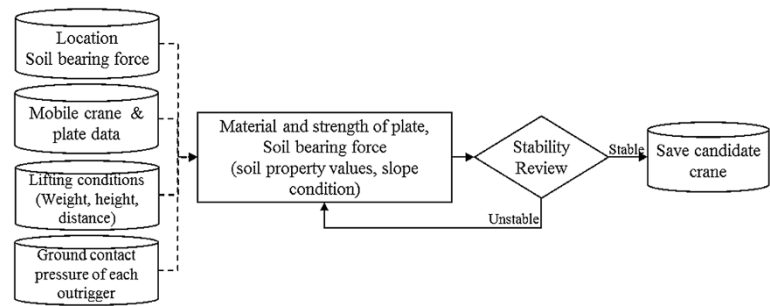 Location
Soil bearing force
Mobile crane &
plate data
Lifting conditions
(Weight, height,
distance)
Ground contact
pressure of each
outrigger
Material and strength of plate,
Soil bearing force
(soil property values, slope
condition)
Stability
Review
Stable
Unstable
Save candidate
crane